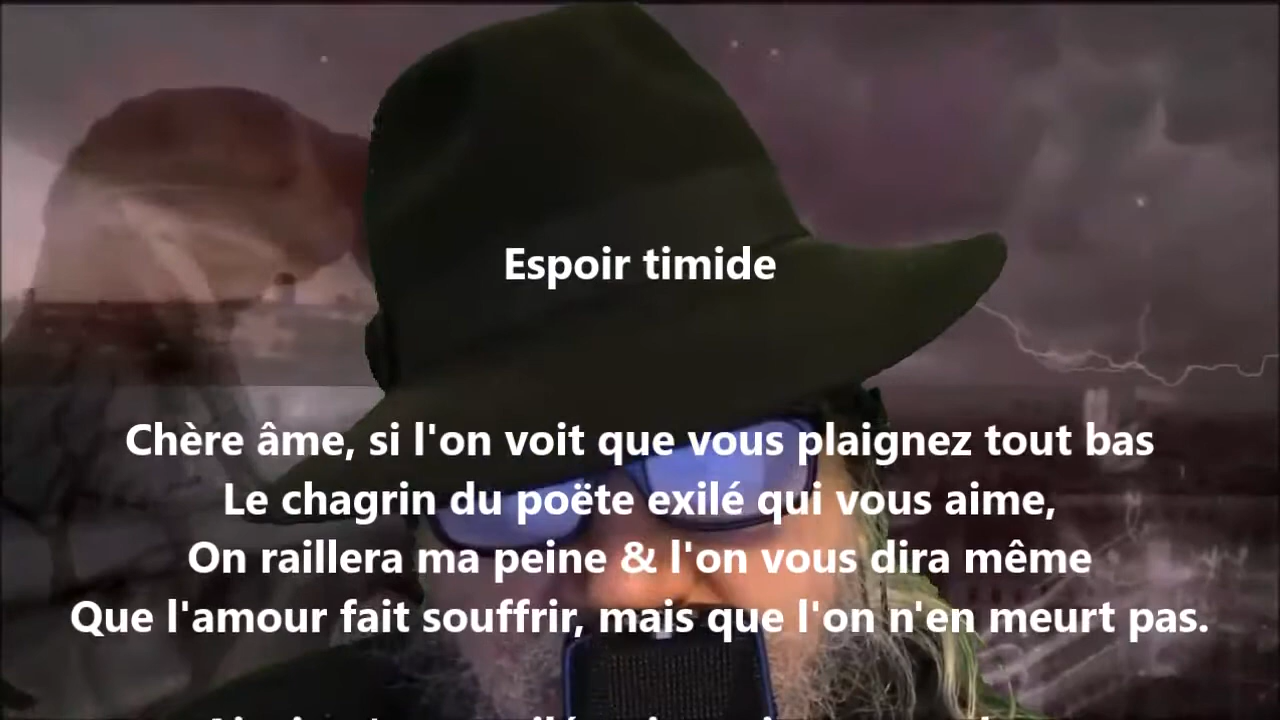 Espoir timide
Chère âme, si l'on voit que vous plaignez tout bas
Le chagrin du poëte exilé qui vous aime,
On raillera ma peine & l'on vous dira même
Que l'amour fait souffrir, mais que l'on n'en meurt pas.